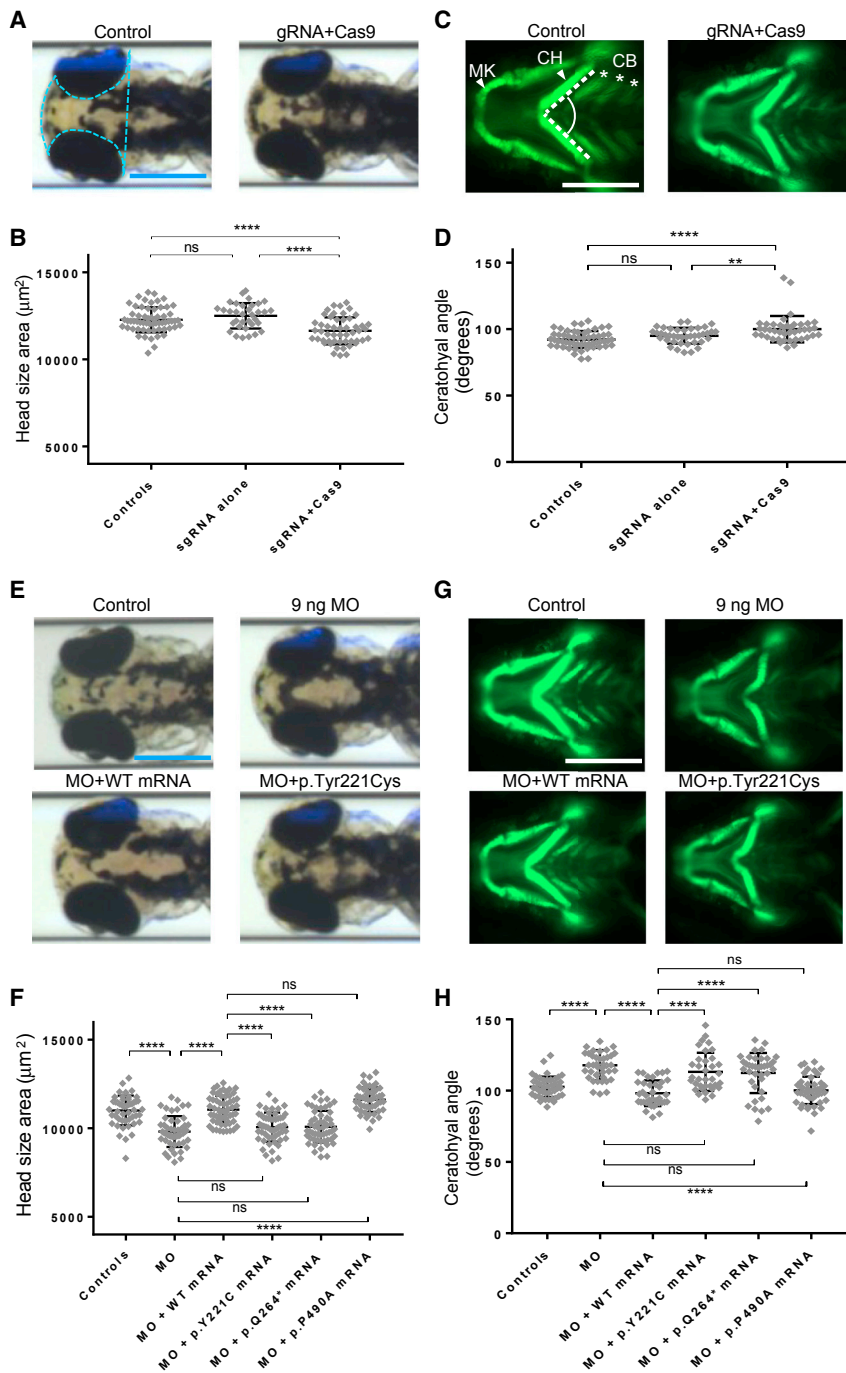 A
Control
gRNA+Cas9
C
Control
gRNA+Cas9
MK
CH
CB
* * *
B
****
ns
****
Head size area (μm²)
15000
10000
5000
Controls
sgRNA alone
sgRNA+Cas9
D
****
ns
**
Ceratohyal angle
(degrees)
150
100
50
0
Controls
sgRNA alone
sgRNA+Cas9
E
Control
9 ng MO
MO+WT mRNA
MO+p.Tyr221Cys
G
Control
9 ng MO
MO+WT mRNA
MO+p.Tyr221Cys
F
ns
****
****
****
****
Head size area (μm²)
15000
10000
5000
ns
ns
****
Controls
MO
MO + WT mRNA
MO + p.Y221C mRNA
MO + p.Q264* mRNA
MO + p.P490A mRNA
H
ns
****
****
****
****
Ceratohyal angle
(degrees)
150
100
50
0
ns
ns
****
Controls
MO
MO + WT mRNA
MO + p.Y221C mRNA
MO + p.Q264* mRNA
MO + p.P490A mRNA